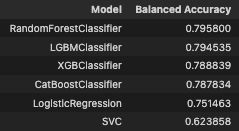 Model Balanced Accuracy
RandomForestClassifier 0.795800
LGBMClassifier 0.794535
XGBClassifier 0.788839
CatBoostClassifier 0.787834
LogisticRegression 0.751463
SVC 0.623858